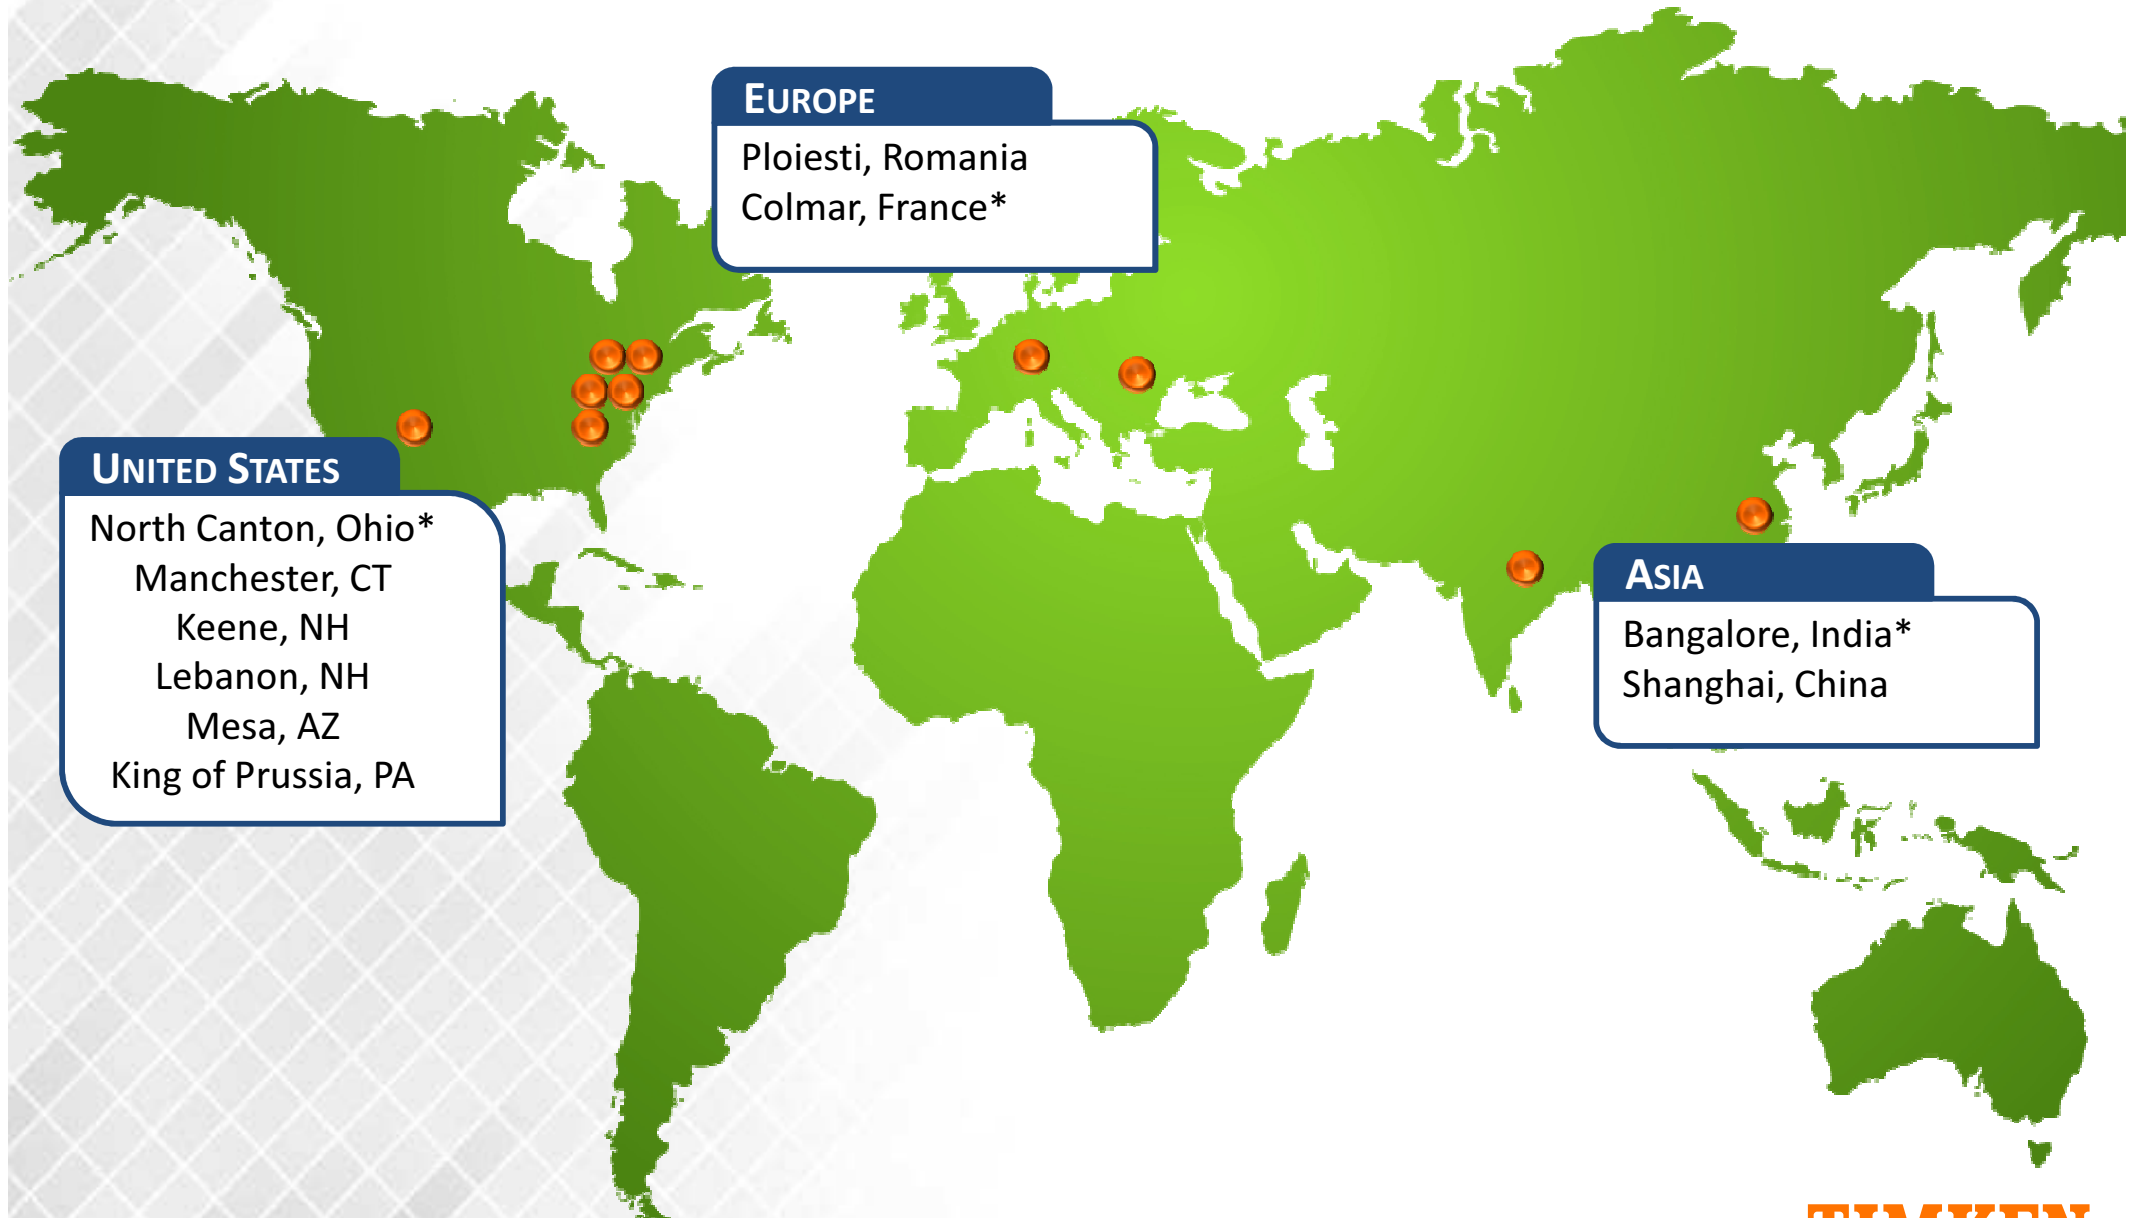 EUROPE
Ploiesti, Romania
Colmar, France*
UNITED STATES
North Canton, Ohio*
Manchester, CT
Keene, NH
Lebanon, NH
Mesa, AZ
King of Prussia, PA
ASIA
Bangalore, India*
Shanghai, China
TIMKEN